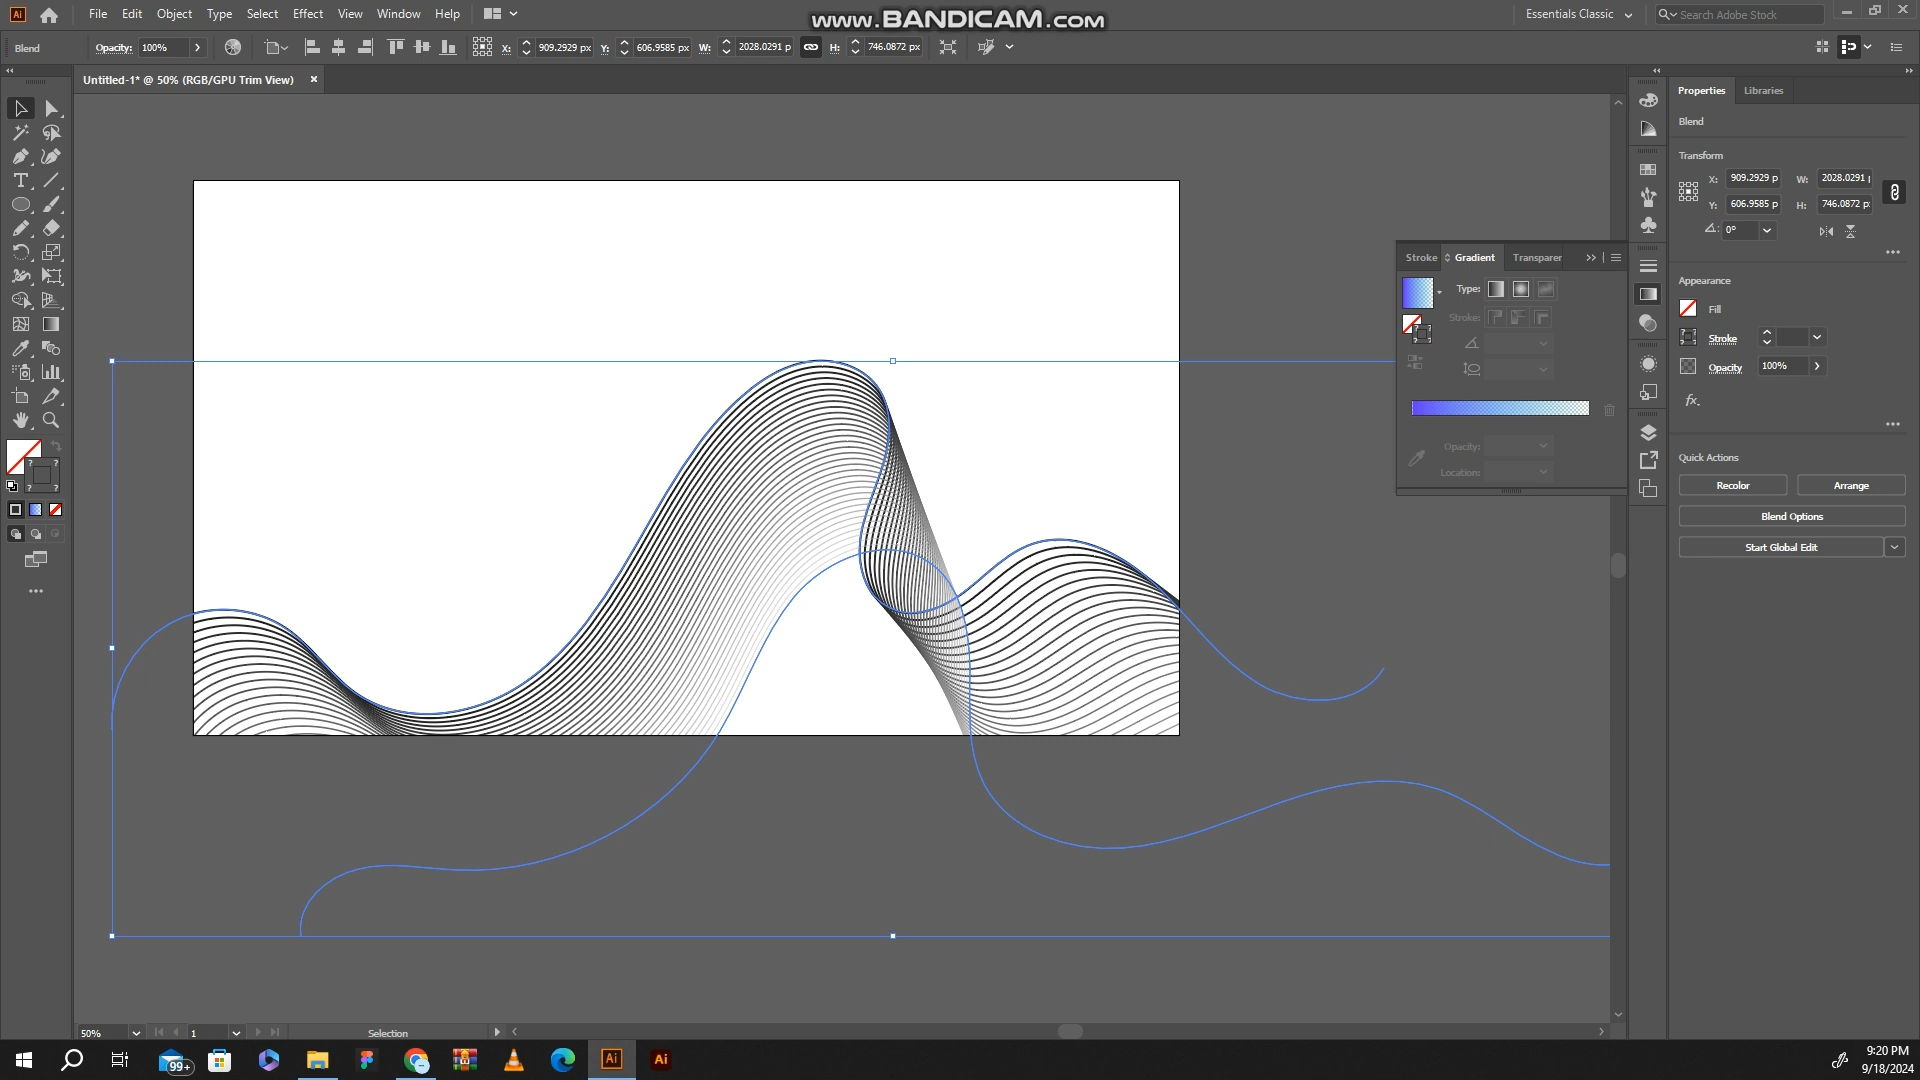 Ai File Edit Object Type Select Effect View Window Help
www.BANDICAM.com
Essentials Classic
Search Adobe Stock
Blend Opacity: 100% X: 909.2929 px Y: 606.9585 px W: 2028.0291 p H: 746.0872 px
Untitled-1* @ 50% (RGB/GPU Trim View) ×
Properties Libraries
Blend
Transform
X: 909.2929 p W: 2028.0291
Y: 606.9585 p H: 746.0872 p
0°
Appearance
Fill
Stroke
Opacity 100%
fx.
Quick Actions
Recolor Arrange
Blend Options
Start Global Edit
Stroke Gradient Transparer
Type:
Stroke:
Opacity:
Location:
50% 1 Selection
99+ Ai Ai
9:20 PM
9/18/2024